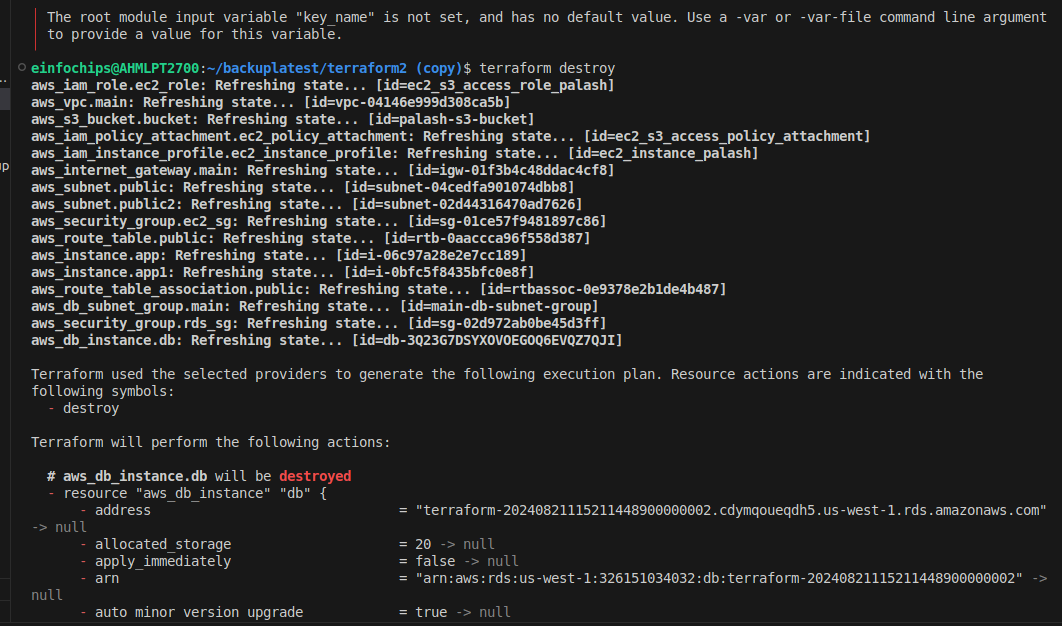 The root module input variable "key_name" is not set, and has no default value. Use a -var or -var-file command line argument
to provide a value for this variable.
einfochips@AHMLPT2700:~/backuplatest/terraform2 (copy)$ terraform destroy
aws_iam_role.ec2_role: Refreshing state... [id=ec2_s3_access_role_palash]
aws_vpc.main: Refreshing state... [id=vpc-04146e999d308ca5b]
aws_s3_bucket.bucket: Refreshing state... [id=palash-s3-bucket]
aws_iam_policy_attachment.ec2_policy_attachment: Refreshing state... [id=ec2_s3_access_policy_attachment]
aws_iam_instance_profile.ec2_instance_profile: Refreshing state... [id=ec2_instance_palash]
aws_internet_gateway.main: Refreshing state... [id=igw-01f3b4c48ddac4cf8]
aws_subnet.public: Refreshing state... [id=subnet-04cedfa901074dbb8]
aws_subnet.public2: Refreshing state... [id=subnet-02d44316470ad7626]
aws_security_group.ec2_sg: Refreshing state... [id=sg-01ce57f9481897c86]
aws_route_table.public: Refreshing state... [id=rtb-0aaccca96f558d387]
aws_instance.app: Refreshing state... [id=i-06c97a28e2e7cc189]
aws_instance.app1: Refreshing state... [id=i-0bfc5f8435bfc0e8f]
aws_route_table_association.public: Refreshing state... [id=rtbassoc-0e9378e2b1de4b487]
aws_db_subnet_group.main: Refreshing state... [id=main-db-subnet-group]
aws_security_group.rds_sg: Refreshing state... [id=sg-02d972ab0be45d3ff]
aws_db_instance.db: Refreshing state... [id=db-3Q23G7DSYXOVOEGOQ6EVQZ7QJI]
Terraform used the selected providers to generate the following execution plan. Resource actions are indicated with the
following symbols:
- destroy
Terraform will perform the following actions:
# aws_db_instance.db will be destroyed
- resource "aws_db_instance" "db" {
- address = "terraform-20240821115211448900000002.cdymqoueqdh5.us-west-1.rds.amazonaws.com"
-> null
- allocated_storage = 20 -> null
- apply_immediately = false -> null
- arn = "arn:aws:rds:us-west-1:326151034032:db:terraform-20240821115211448900000002" ->
null
- auto minor version upgrade = true -> null